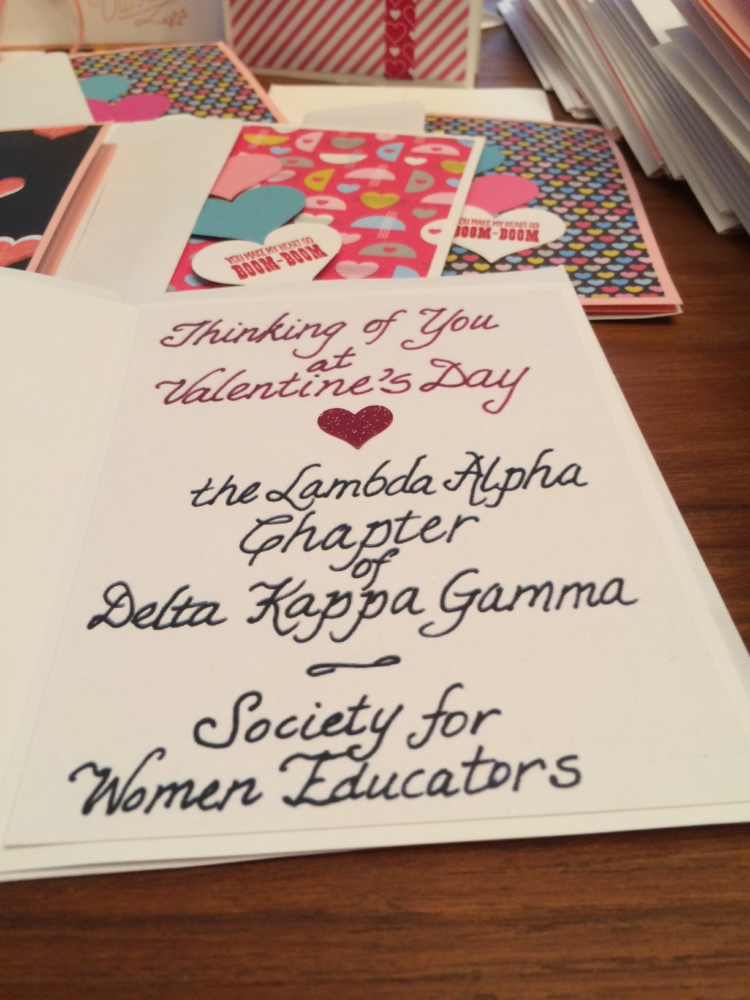 YOU MAKE MY HEART GO
BOOM-BOOM
YOU MAKE MY HEART GO
BOOM-BOOM
Thinking of You
at
Valentine's Day
the Lambda Alpha
Chapter
of
Delta Kappa Gamma
Society for
Women Educators